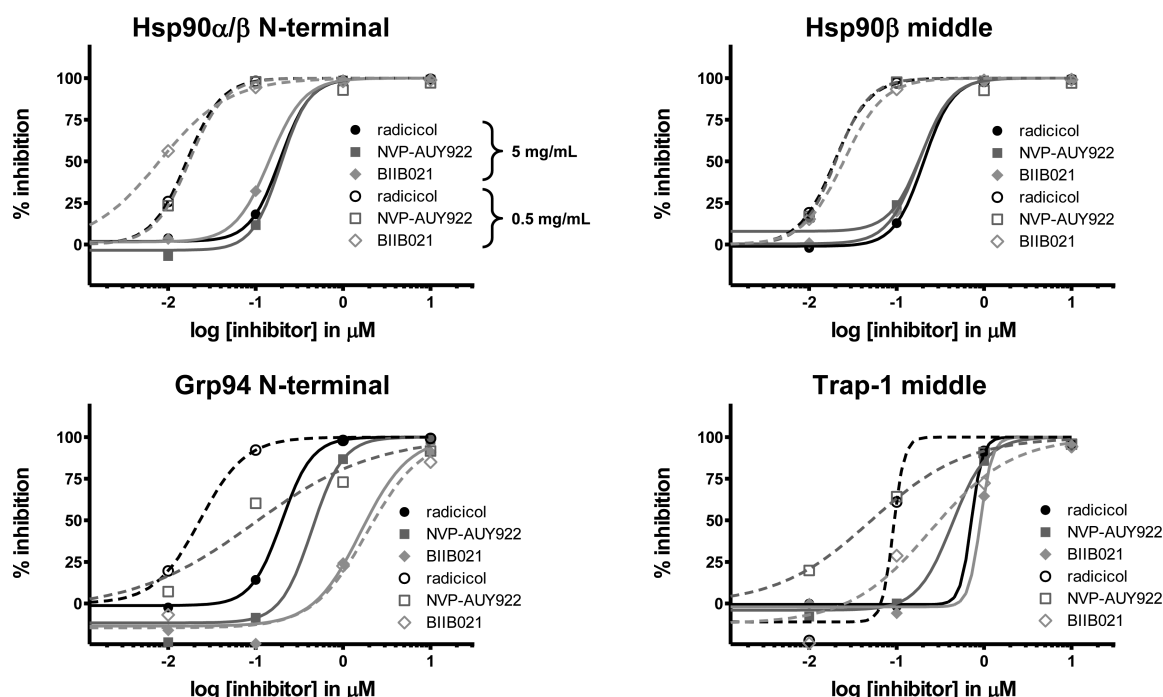 Hsp90α/β N-terminal
% inhibition
100
75
50
25
0
-2 -1 0 1
log [inhibitor] in μM
radicicol
NVP-AUY922
BIIB021
5 mg/mL
radicicol
NVP-AUY922
BIIB021
0.5 mg/mL
Hsp90β middle
% inhibition
100
75
50
25
0
-2 -1 0 1
log [inhibitor] in μM
radicicol
NVP-AUY922
BIIB021
radicicol
NVP-AUY922
BIIB021
Grp94 N-terminal
% inhibition
100
75
50
25
0
-2 -1 0 1
log [inhibitor] in μM
radicicol
NVP-AUY922
BIIB021
radicicol
NVP-AUY922
BIIB021
Trap-1 middle
% inhibition
100
75
50
25
0
-2 -1 0 1
log [inhibitor] in μM
radicicol
NVP-AUY922
BIIB021
radicicol
NVP-AUY922
BIIB021